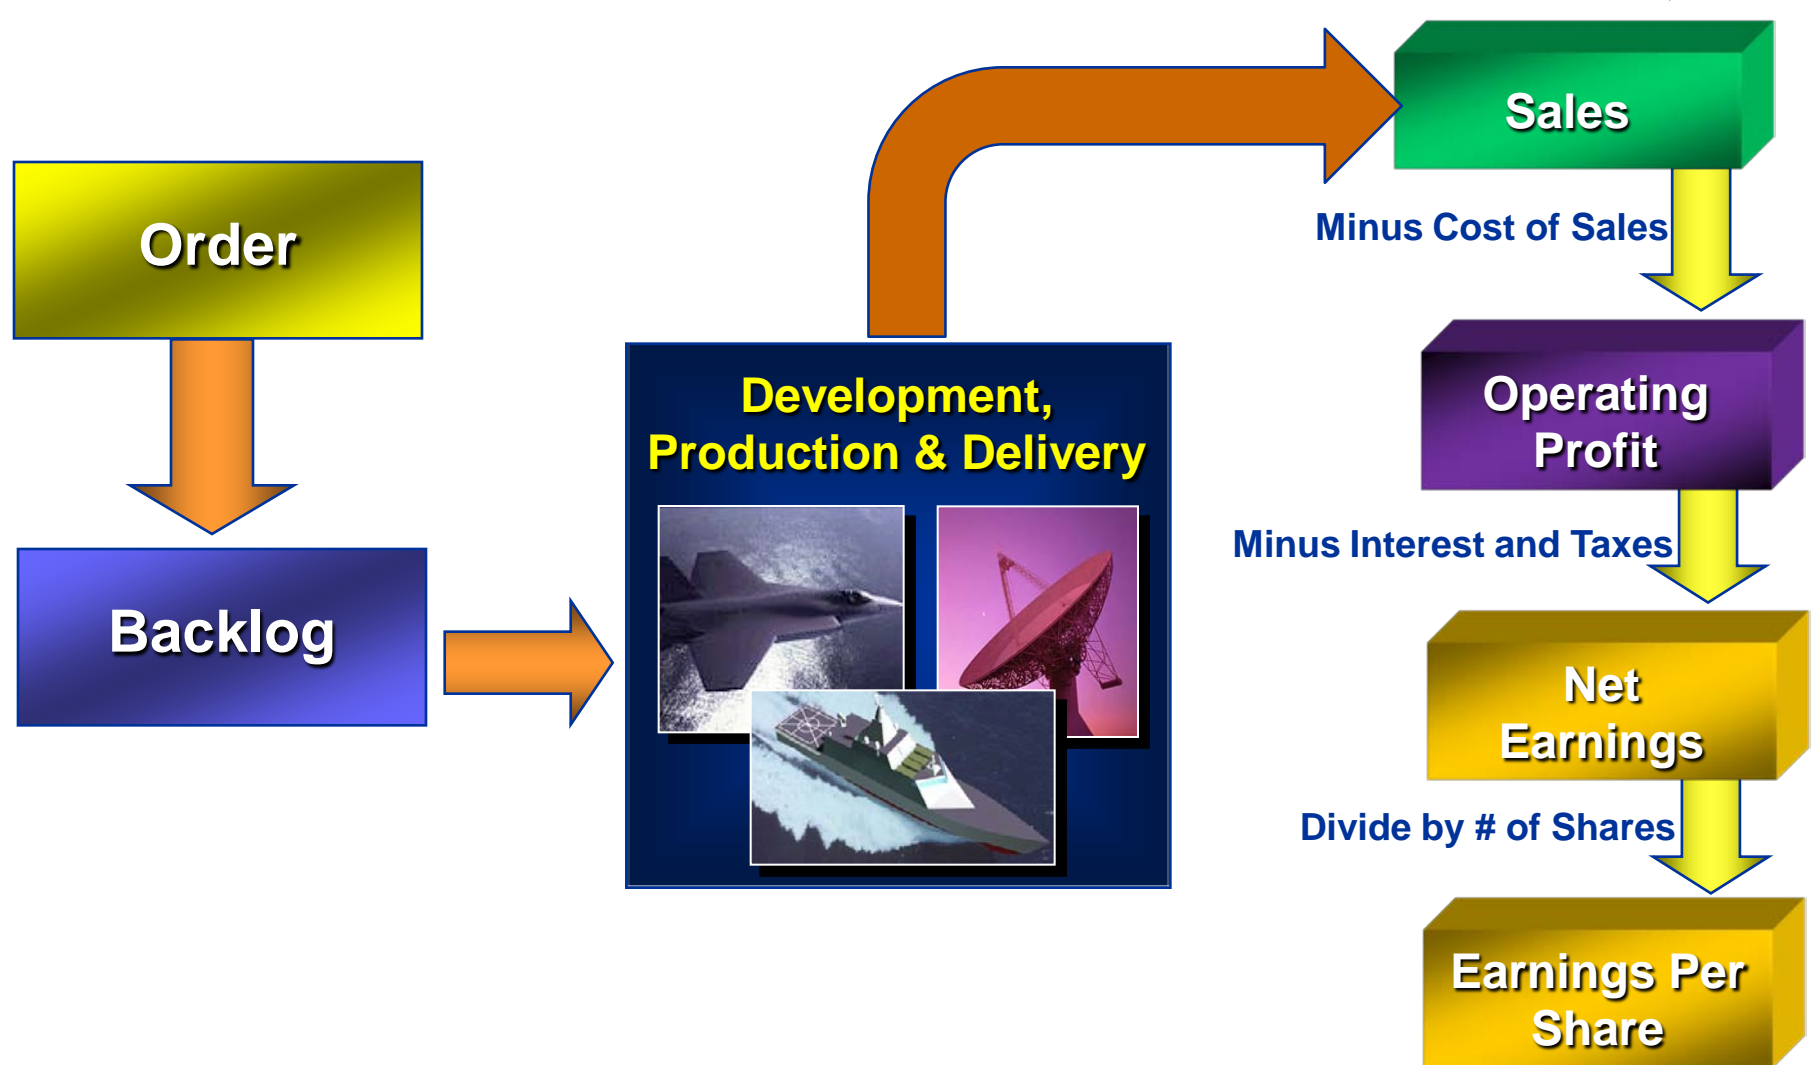 Order
Backlog
Development,
Production & Delivery
Sales
Minus Cost of Sales
Operating
Profit
Minus Interest and Taxes
Net
Earnings
Divide by # of Shares
Earnings Per
Share